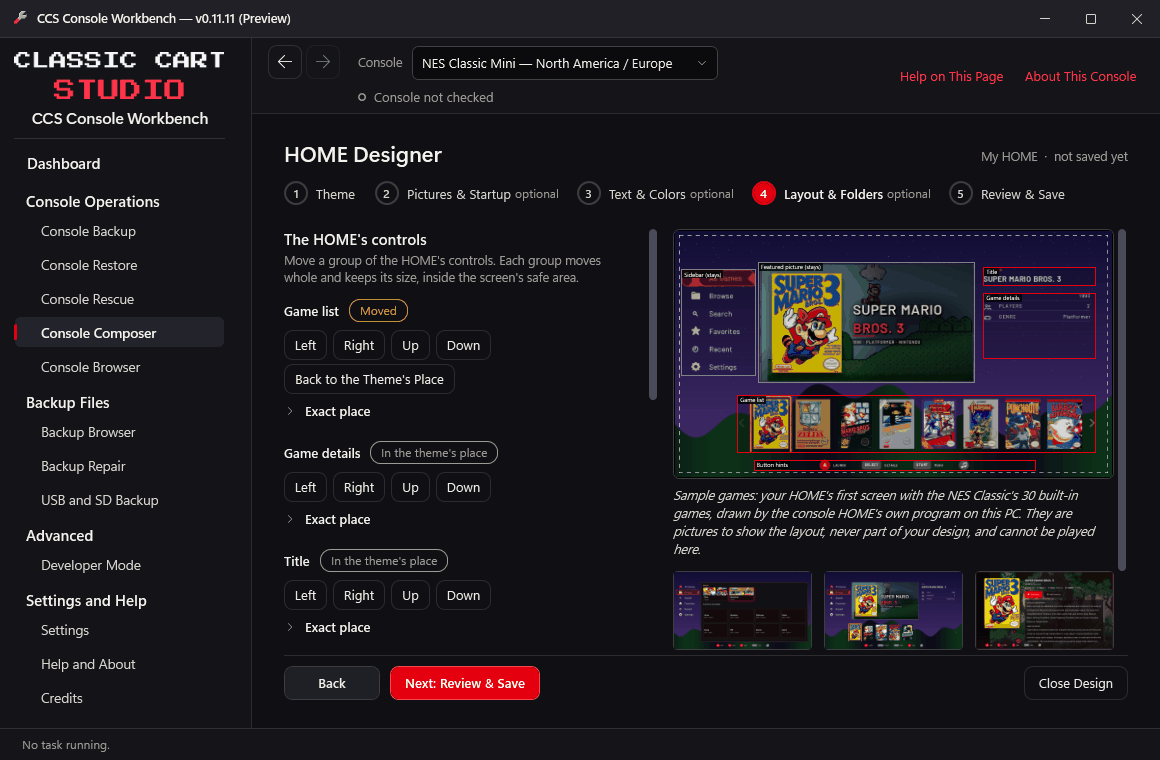 CCS Console Workbench — v0.11.11 (Preview)
CLASSIC CART
STUDIO
CCS Console Workbench
Dashboard
Console Operations
Console Backup
Console Restore
Console Rescue
Console Composer
Console Browser
Backup Files
Backup Browser
Backup Repair
USB and SD Backup
Advanced
Developer Mode
Settings and Help
Settings
Help and About
Credits
Console
NES Classic Mini — North America / Europe
Console not checked
Help on This Page
About This Console
HOME Designer
My HOME · not saved yet
1 Theme
2 Pictures & Startup optional
3 Text & Colors optional
4 Layout & Folders optional
5 Review & Save
The HOME's controls
Move a group of the HOME's controls. Each group moves
whole and keeps its size, inside the screen's safe area.
Game list Moved
Left Right Up Down
Back to the Theme's Place
Exact place
Game details In the theme's place
Left Right Up Down
Exact place
Title In the theme's place
Left Right Up Down
Exact place
Sidebar (stays)
Browse
Search
Favorites
Recent
Settings
Featured picture (stays)
SUPER MARIO
BROS. 3
Title
SUPER MARIO BROS. 3
Game details
1990
PLAYERS
GENRE Platformer
Game list
Button hints
Sample games: your HOME's first screen with the NES Classic's 30 built-in
games, drawn by the console HOME's own program on this PC. They are
pictures to show the layout, never part of your design, and cannot be played
here.
Back
Next: Review & Save
Close Design
No task running.